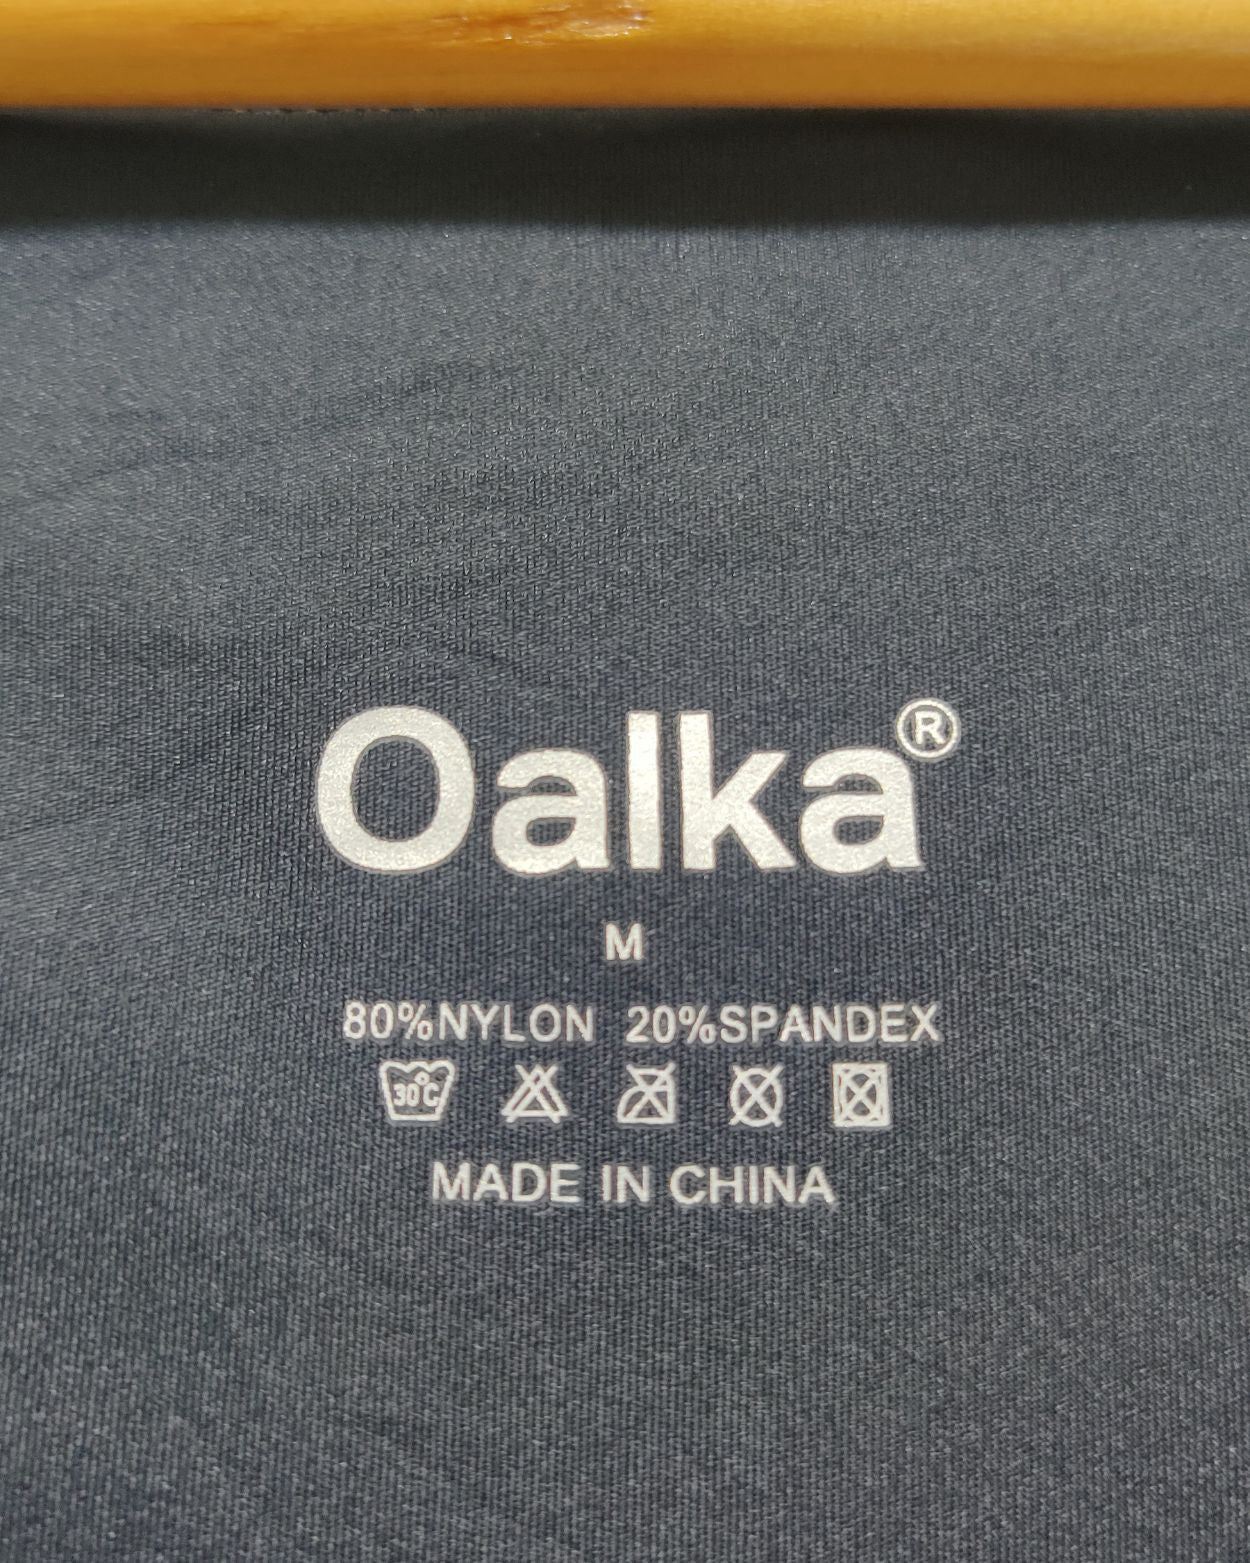 Oalka®
M
80%NYLON 20%SPANDEX
30°C
MADE IN CHINA